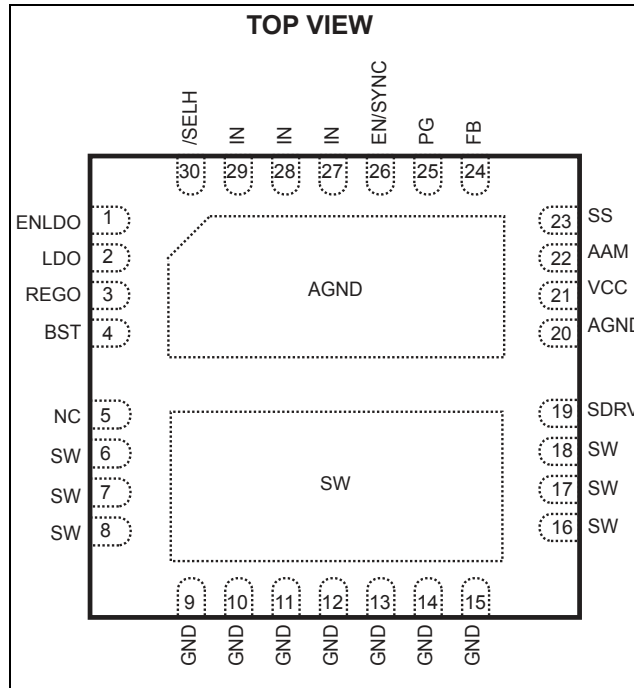 TOP VIEW
/SELH
IN
IN
IN
EN/SYNC
PG
FB
30 29 28 27 26 25 24
ENLDO 1
LDO 2
REGO 3
BST 4
AGND
23 SS
22 AAM
21 VCC
20 AGND
NC 5
SW 6
SW 7
SW 8
SW
19 SDRV
18 SW
17 SW
16 SW
9 10 11 12 13 14 15
GND
GND
GND
GND
GND
GND
GND